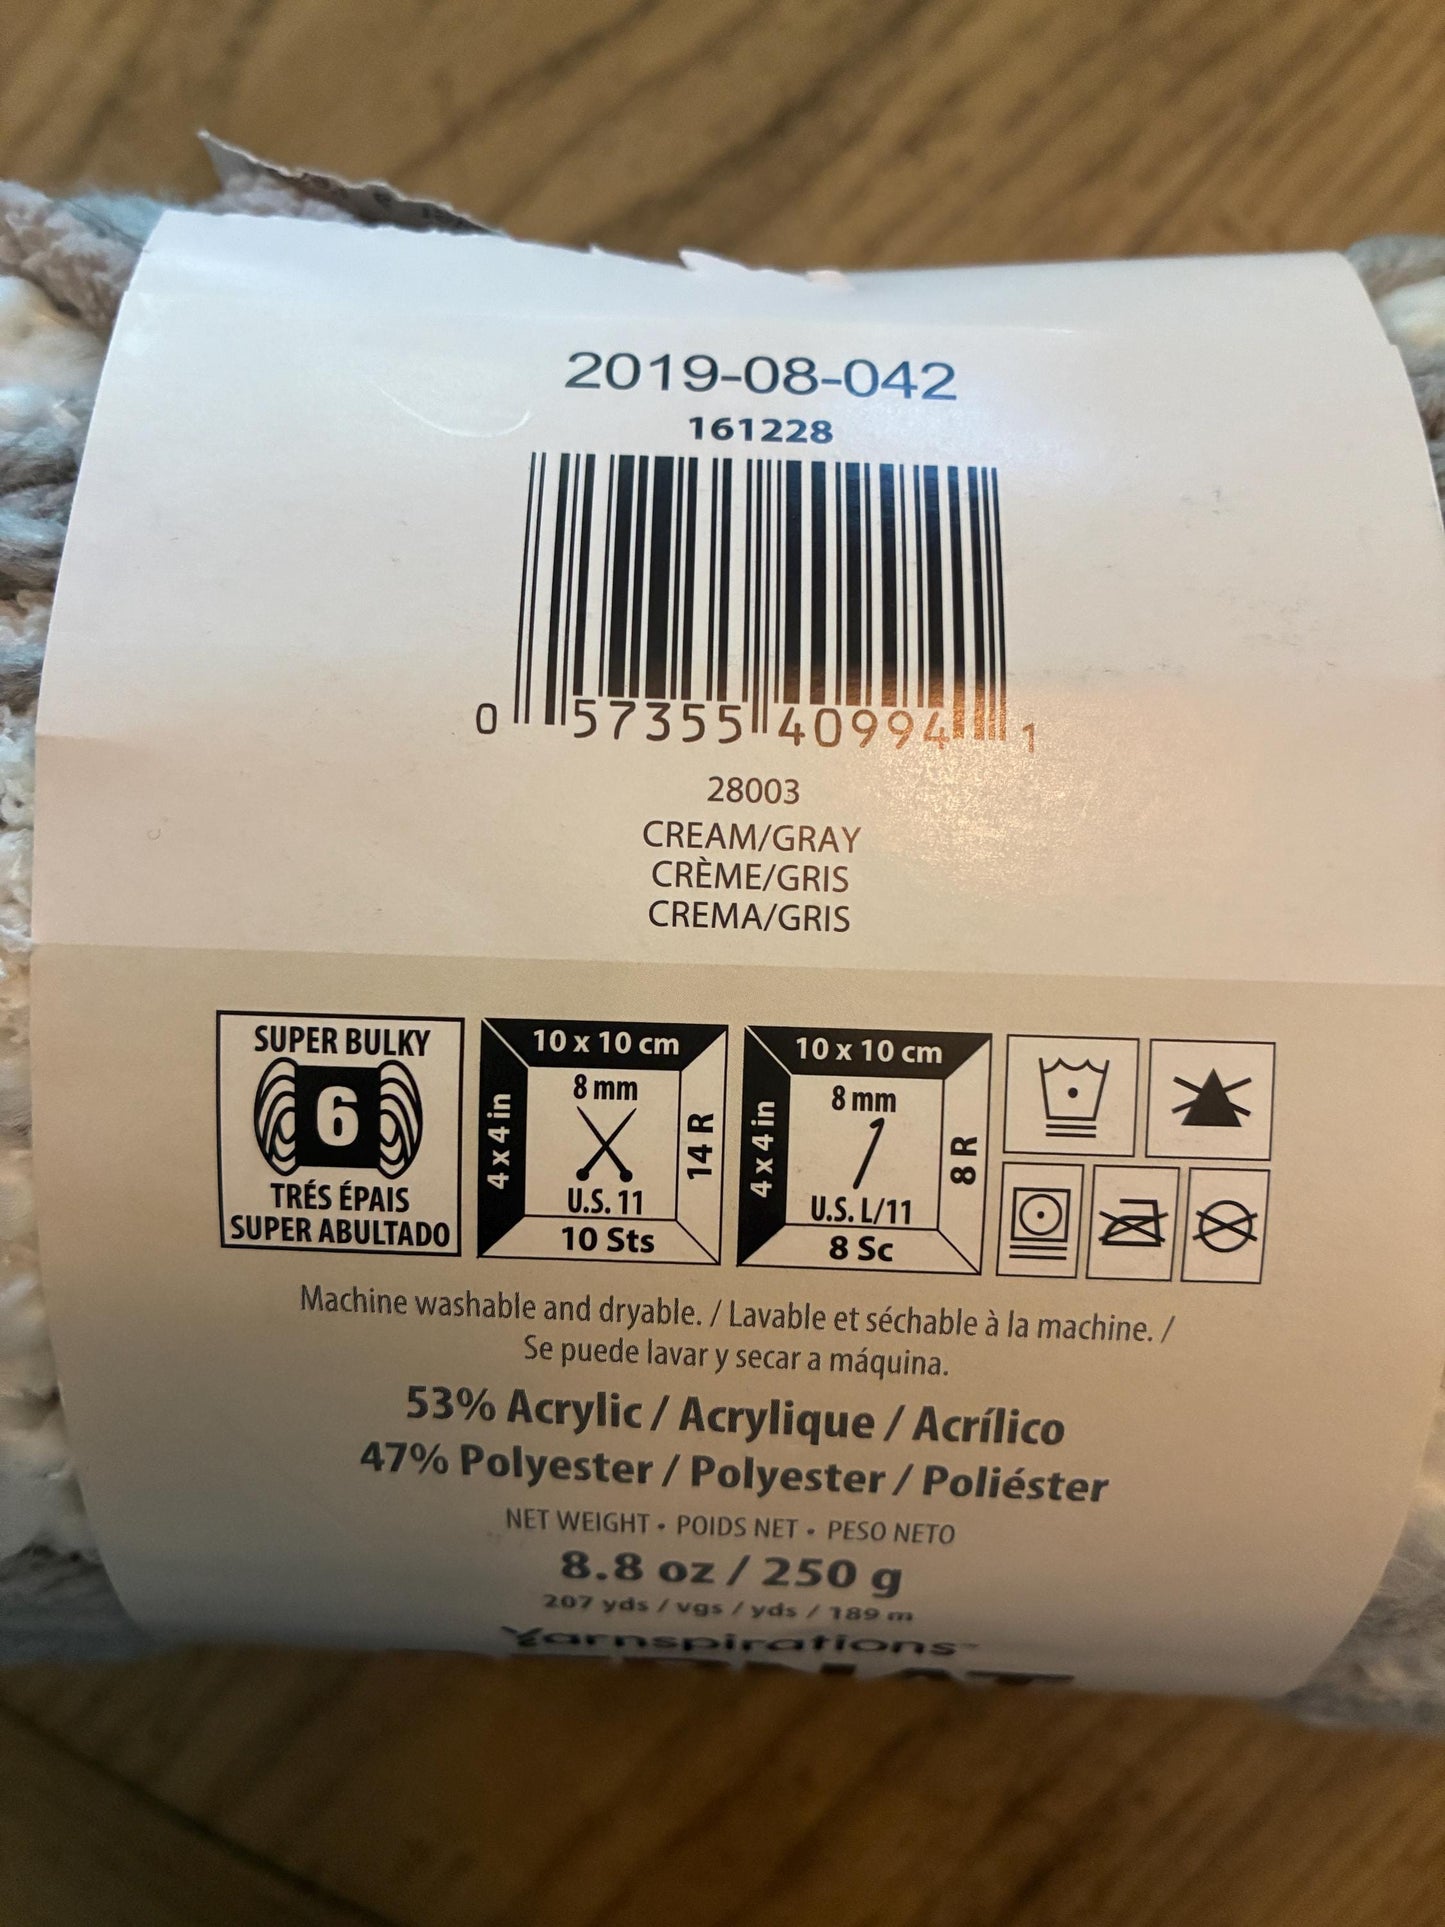 2019-08-042
161228
0 57355 40994 1
28003
CREAM/GRAY
CRÈME/GRIS
CREMA/GRIS
SUPER BULKY
6
TRÉS ÉPAIS
SUPER ABULTADO
10 x 10 cm
4 x 4 in
8 mm
14 R
U.S. 11
10 Sts
10 x 10 cm
4 x 4 in
8 mm
8 R
U.S. L/11
8 Sc
Machine washable and dryable. / Lavable et séchable à la machine. /
Se puede lavar y secar a máquina.
53% Acrylic / Acrylique / Acrílico
47% Polyester / Polyester / Poliéster
NET WEIGHT • POIDS NET • PESO NETO
8.8 oz / 250 g
207 yds / vgs / yds / 189 m
Yarnspirations™